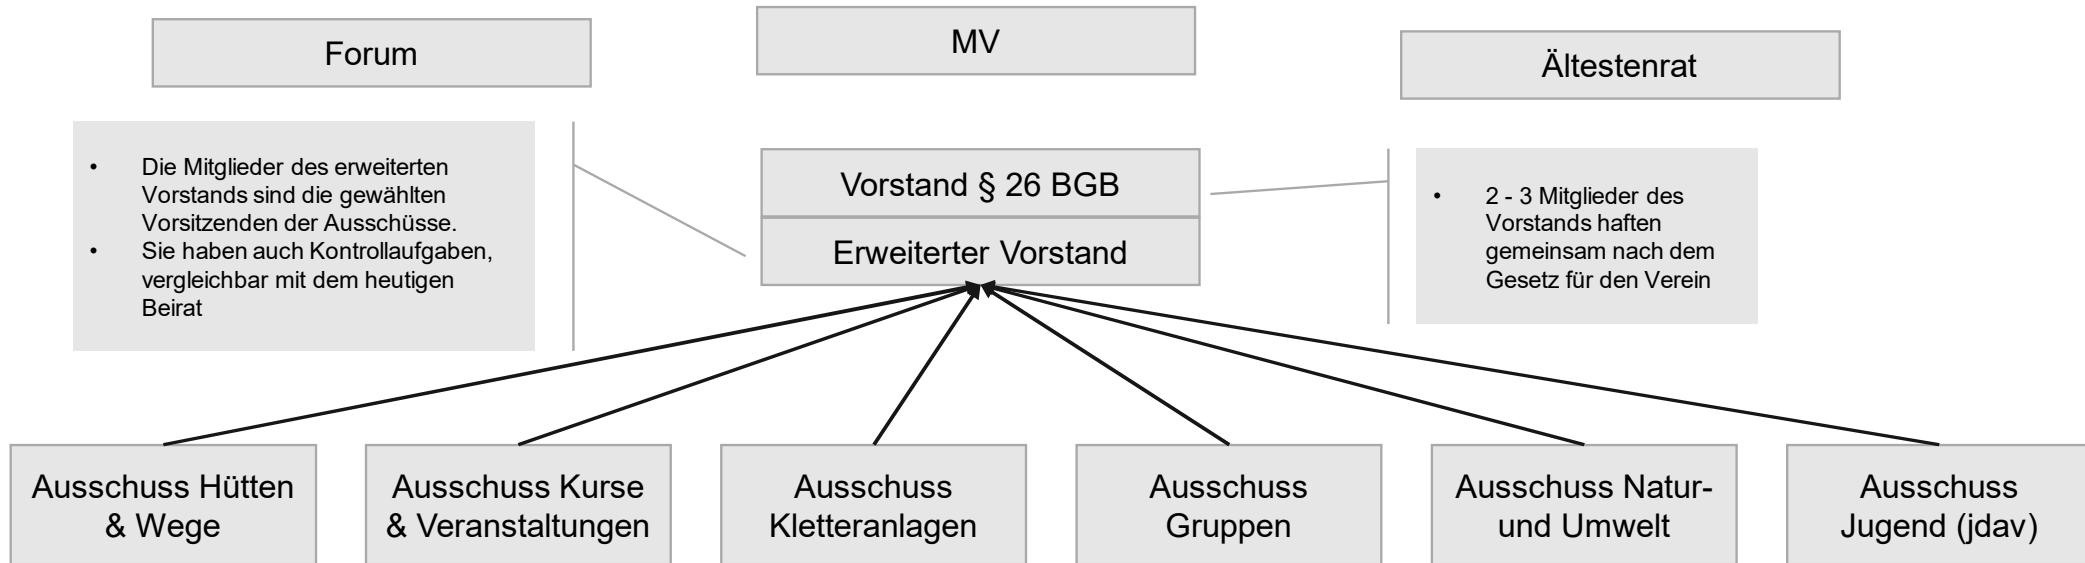 Forum
MV
Ältestenrat
• Die Mitglieder des erweiterten
Vorstands sind die gewählten
Vorsitzenden der Ausschüsse.
• Sie haben auch Kontrollaufgaben,
vergleichbar mit dem heutigen
Beirat
Vorstand § 26 BGB
Erweiterter Vorstand
• 2 - 3 Mitglieder des
Vorstands haften
gemeinsam nach dem
Gesetz für den Verein
Ausschuss Hütten
& Wege
Ausschuss Kurse
& Veranstaltungen
Ausschuss
Kletteranlagen
Ausschuss
Gruppen
Ausschuss Natur-
und Umwelt
Ausschuss
Jugend (jdav)